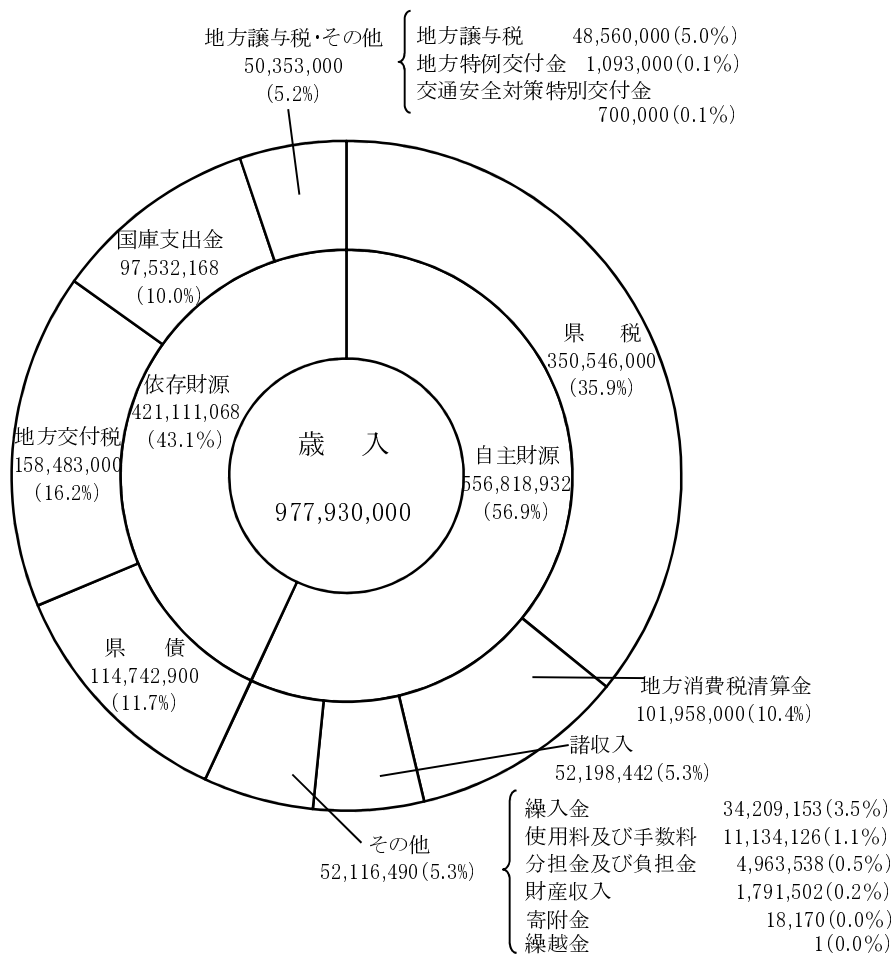 地方譲与税・その他
50,353,000
(5.2%)
地方譲与税 48,560,000(5.0%)
地方特例交付金 1,093,000(0.1%)
交通安全対策特別交付金
700,000(0.1%)
国庫支出金
97,532,168
(10.0%)
県 税
350,546,000
(35.9%)
依存財源
421,111,068
(43.1%)
地方交付税
158,483,000
(16.2%)
歳 入
977,930,000
自主財源
556,818,932
(56.9%)
県 債
114,742,900
(11.7%)
地方消費税清算金
101,958,000(10.4%)
諸収入
52,198,442(5.3%)
その他
52,116,490(5.3%)
繰入金 34,209,153(3.5%)
使用料及び手数料 11,134,126(1.1%)
分担金及び負担金 4,963,538(0.5%)
財産収入 1,791,502(0.2%)
寄附金 18,170(0.0%)
繰越金 1(0.0%)